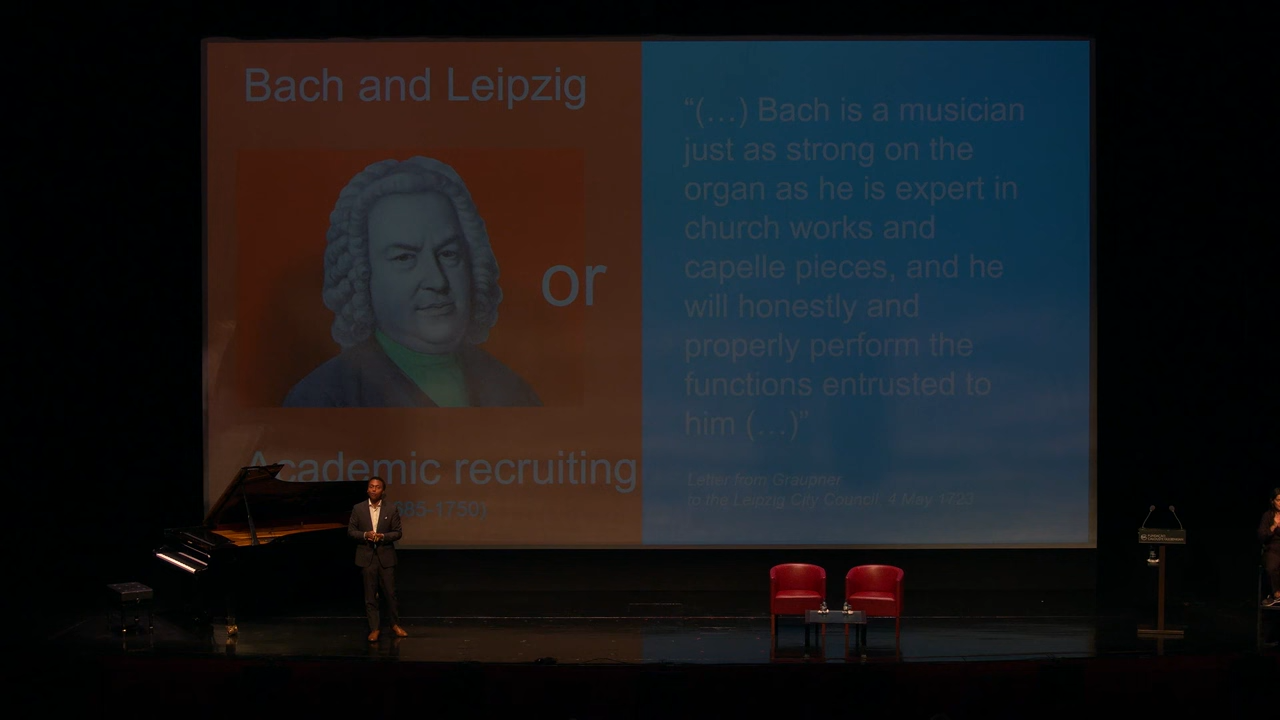 Bach and Leipzig
or
Academic recruiting
85-1750)
“(…) Bach is a musician
just as strong on the
organ as he is expert in
church works and
capelle pieces, and he
will honestly and
properly perform the
functions entrusted to
him (…)”
Letter from Graupner
to the Leipzig City Council, 4 May 1723